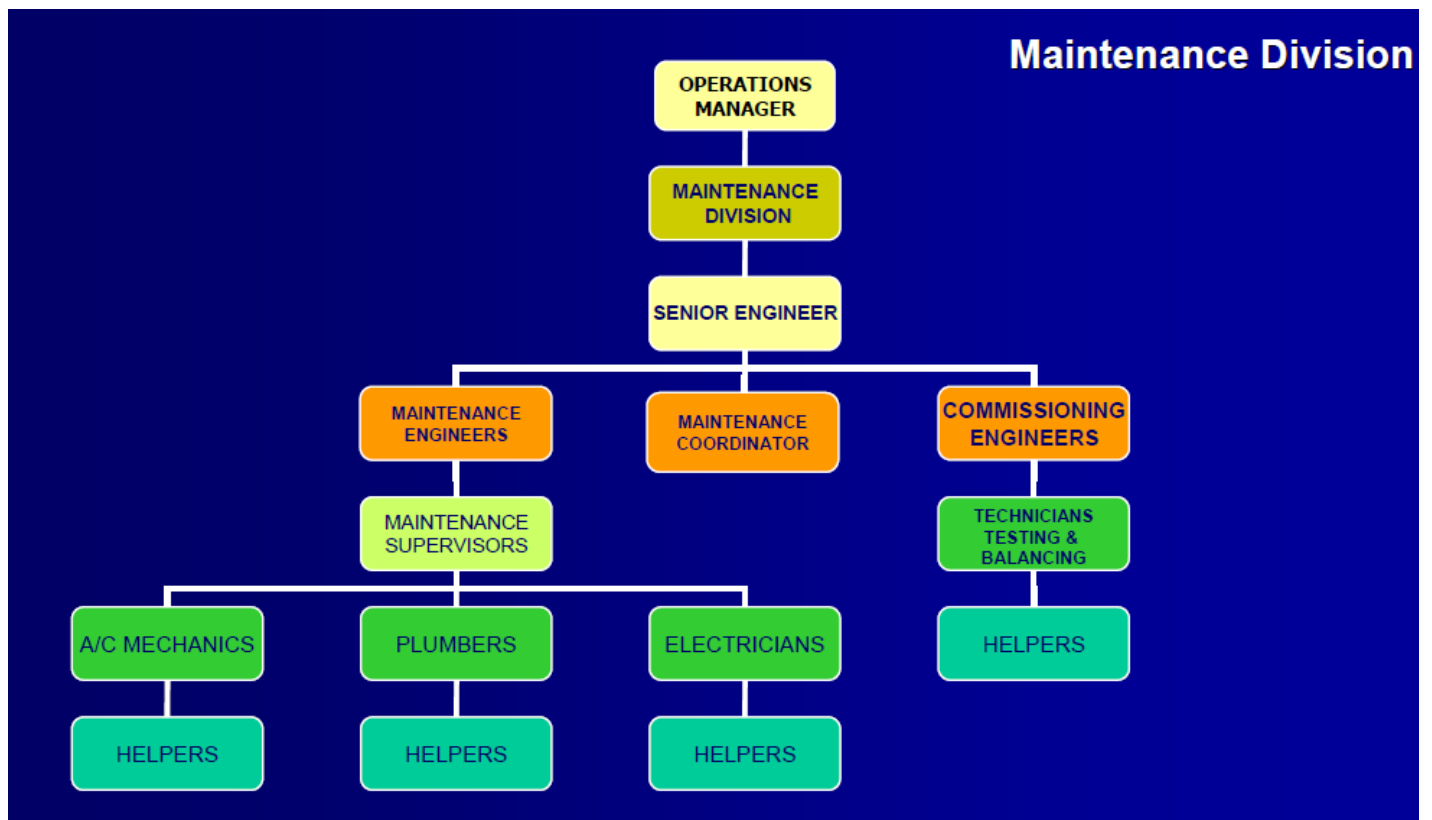 Maintenance Division
OPERATIONS
MANAGER
MAINTENANCE
DIVISION
SENIOR ENGINEER
MAINTENANCE
ENGINEERS
MAINTENANCE
COORDINATOR
COMMISSIONING
ENGINEERS
MAINTENANCE
SUPERVISORS
TECHNICIANS
TESTING &
BALANCING
A/C MECHANICS
PLUMBERS
ELECTRICIANS
HELPERS
HELPERS
HELPERS
HELPERS